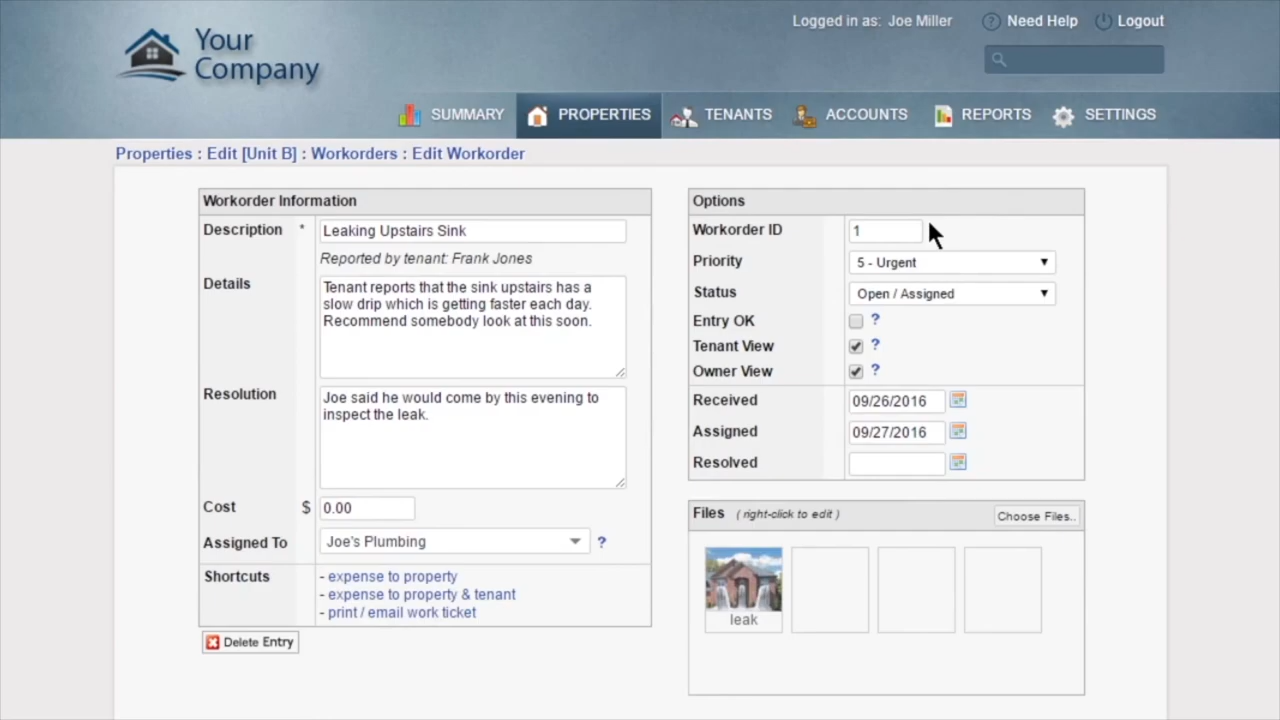 Logged in as: Joe Miller
Need Help
Logout
Your
Company
SUMMARY
PROPERTIES
TENANTS
ACCOUNTS
REPORTS
SETTINGS
Properties : Edit [Unit B] : Workorders : Edit Workorder
Workorder Information
Description *
Leaking Upstairs Sink
Reported by tenant: Frank Jones
Details
Tenant reports that the sink upstairs has a
slow drip which is getting faster each day.
Recommend somebody look at this soon.
Resolution
Joe said he would come by this evening to
inspect the leak.
Cost $ 0.00
Assigned To Joe's Plumbing ?
Shortcuts
- expense to property
- expense to property & tenant
- print / email work ticket
Delete Entry
Options
Workorder ID 1
Priority 5 - Urgent
Status Open / Assigned
Entry OK ?
Tenant View ?
Owner View ?
Received 09/26/2016
Assigned 09/27/2016
Resolved
Files ( right-click to edit ) Choose Files..
leak